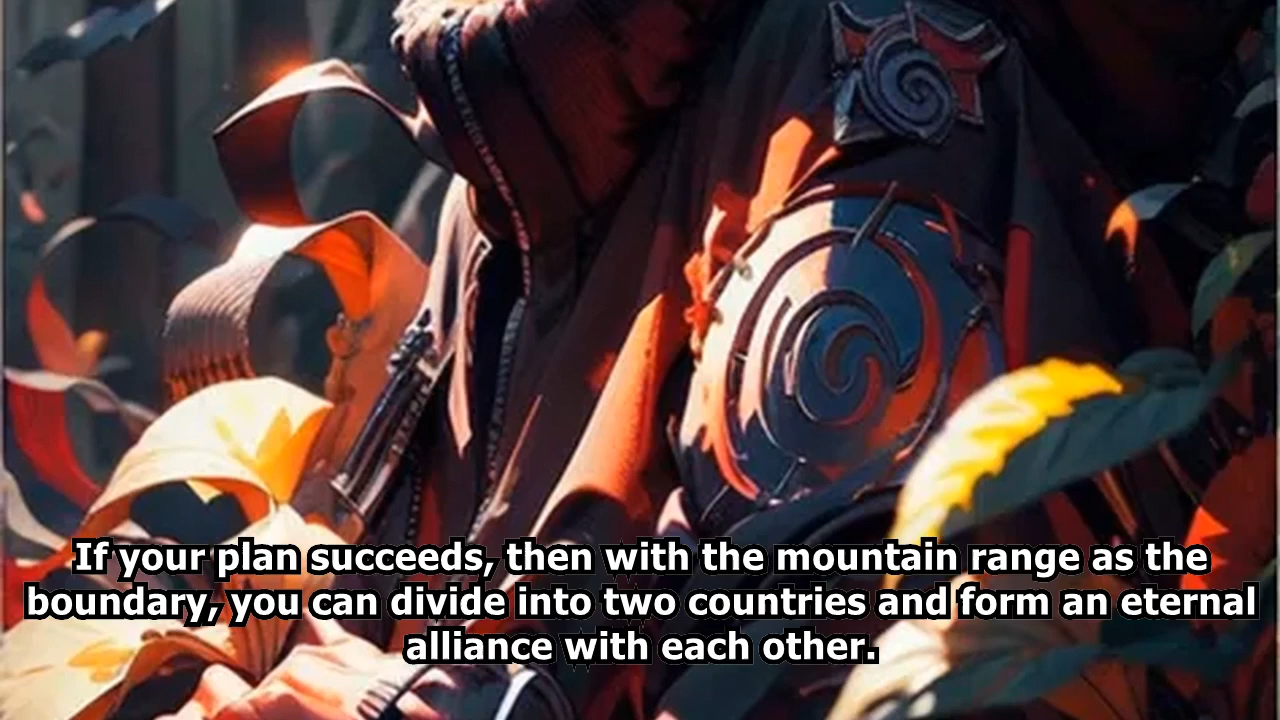 If your plan succeeds, then with the mountain range as the
boundary, you can divide into two countries and form an eternal
alliance with each other.